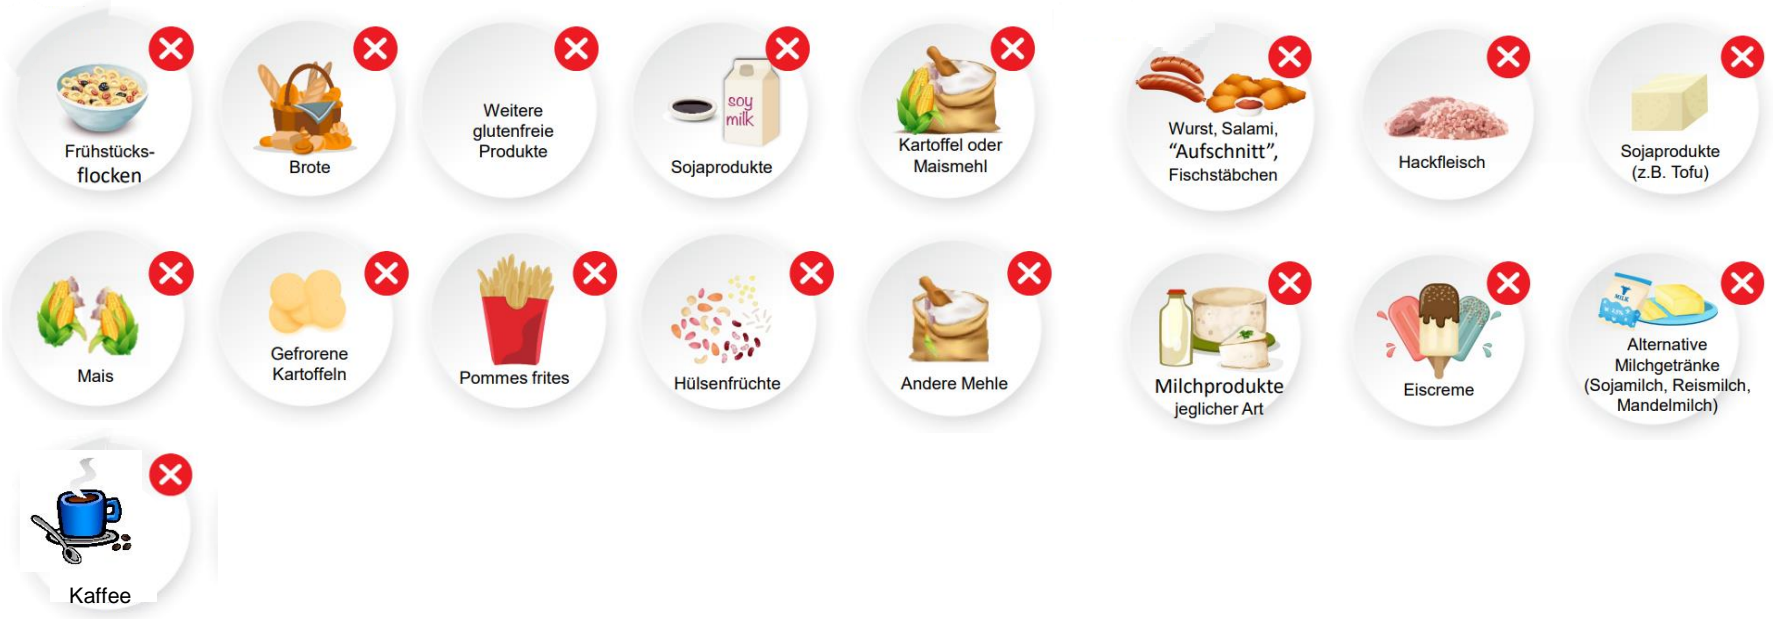 Frühstücks-
flocken
Brote
Weitere
glutenfreie
Produkte
soy
milk
Sojaprodukte
Kartoffel oder
Maismehl
Wurst, Salami,
“Aufschnitt”,
Fischstäbchen
Hackfleisch
Sojaprodukte
(z.B. Tofu)
Mais
Gefrorene
Kartoffeln
Pommes frites
Hülsenfrüchte
Andere Mehle
Milchprodukte
jeglicher Art
Eiscreme
MILK
Alternative
Milchgetränke
(Sojamilch, Reismilch,
Mandelmilch)
Kaffee